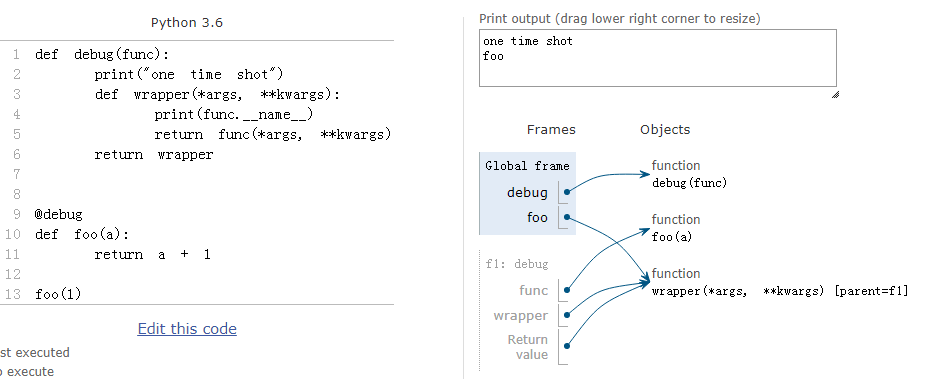 Python 3.6
1 def debug(func):
2 print("one time shot")
3 def wrapper(*args, **kwargs):
4 print(func.__name__)
5 return func(*args, **kwargs)
6 return wrapper
7
8
9 @debug
10 def foo(a):
11 return a + 1
12
13 foo(1)
Edit this code
st executed
o execute
Print output (drag lower right corner to resize)
one time shot
foo
Frames Objects
Global frame
debug
foo
f1: debug
func
wrapper
Return
value
function
debug(func)
function
foo(a)
function
wrapper(*args, **kwargs) [parent=f1]